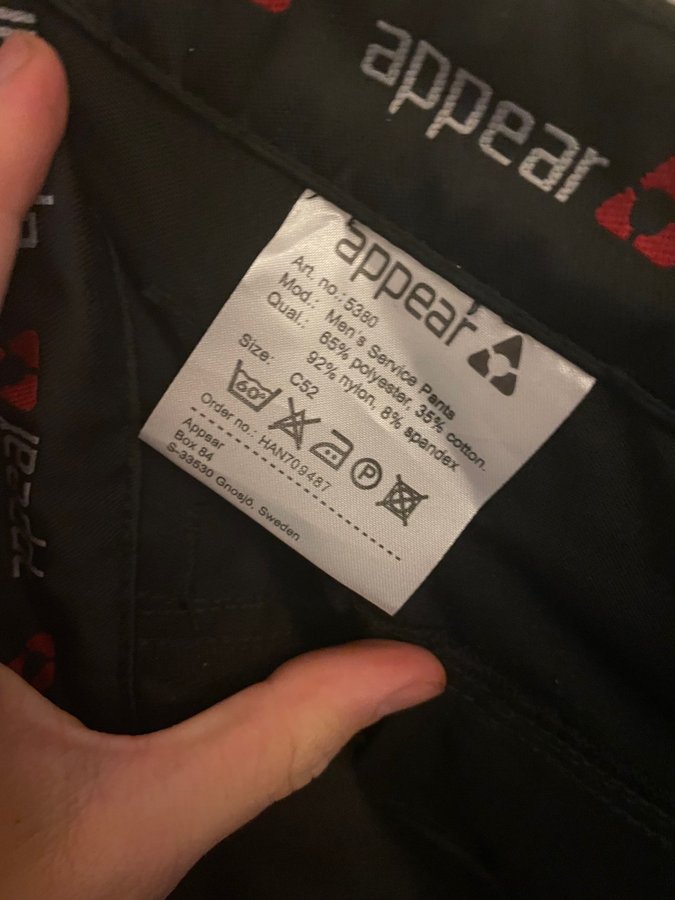 appear
appear
Art. no.: 5380
Mod.: Men's Service Pants
Qual.: 65% polyester, 35% cotton.
92% nylon, 8% spandex
Size: C52
60°
P
Order no.: HAN709487
Appear
Box 84
S-33530 Gnosjö, Sweden
appear